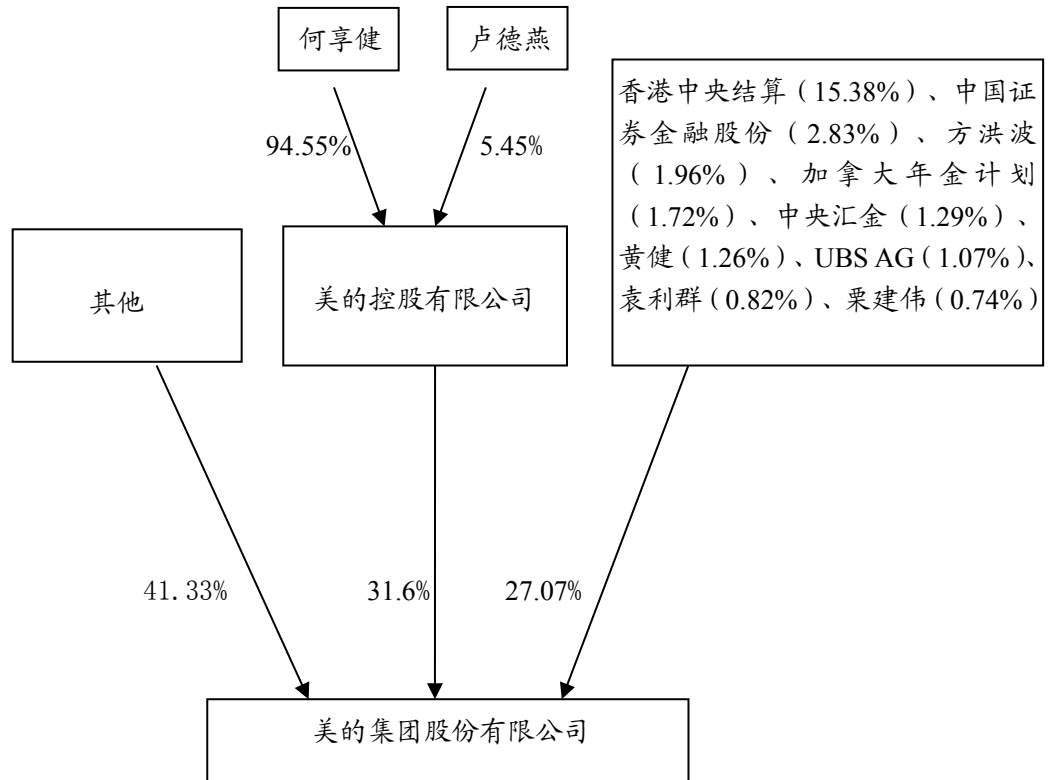 何享健
卢德燕
94.55%
5.45%
香港中央结算（15.38%）、中国证
券金融股份（2.83%）、方洪波
（1.96%）、加拿大年金计划
（1.72%）、中央汇金（1.29%）、
黄健（1.26%）、UBS AG（1.07%）、
袁利群（0.82%）、栗建伟（0.74%）
其他
美的控股有限公司
41.33%
31.6%
27.07%
美的集团股份有限公司